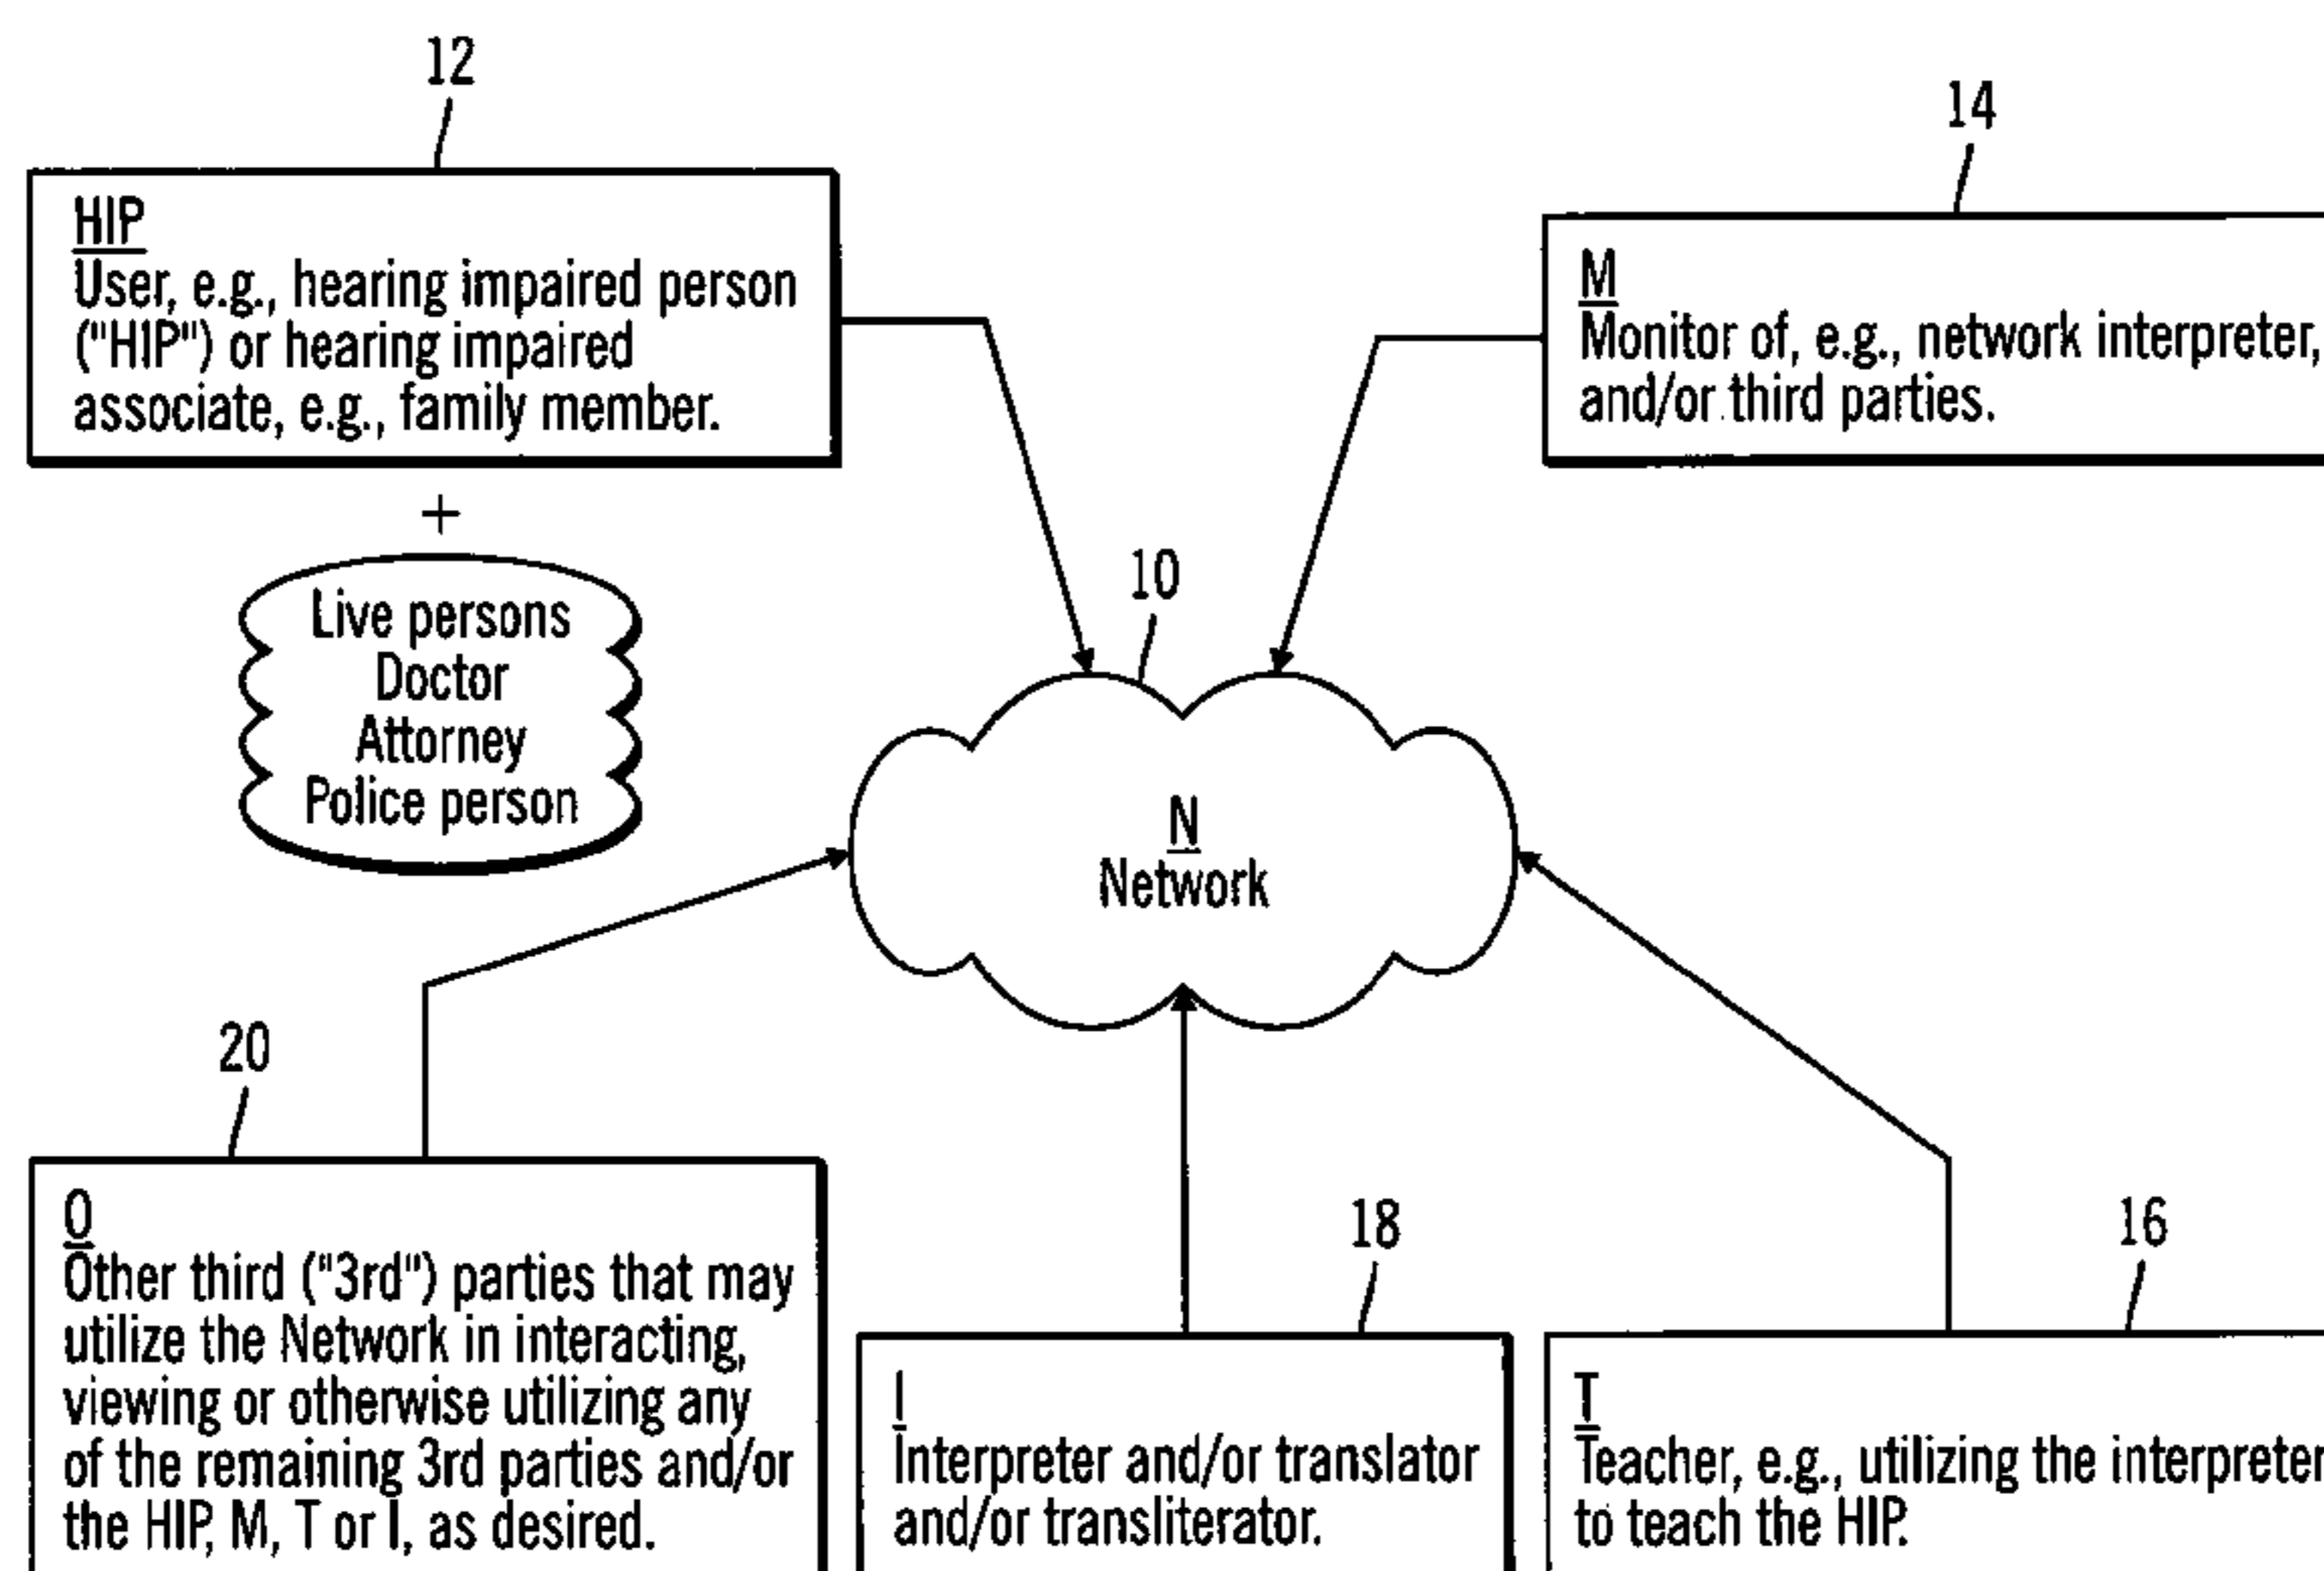 12
HIP
User, e.g., hearing impaired person
("HIP") or hearing impaired
associate, e.g., family member.
+
Live persons
Doctor
Attorney
Police person
14
M
Monitor of, e.g., network interpreter,
and/or third parties.
10
N
Network
20
O
Other third ("3rd") parties that may
utilize the Network in interacting,
viewing or otherwise utilizing any
of the remaining 3rd parties and/or
the HIP, M, T or I, as desired.
18
I
Interpreter and/or translator
and/or transliterator.
16
T
Teacher, e.g., utilizing the interpreter
to teach the HIP.